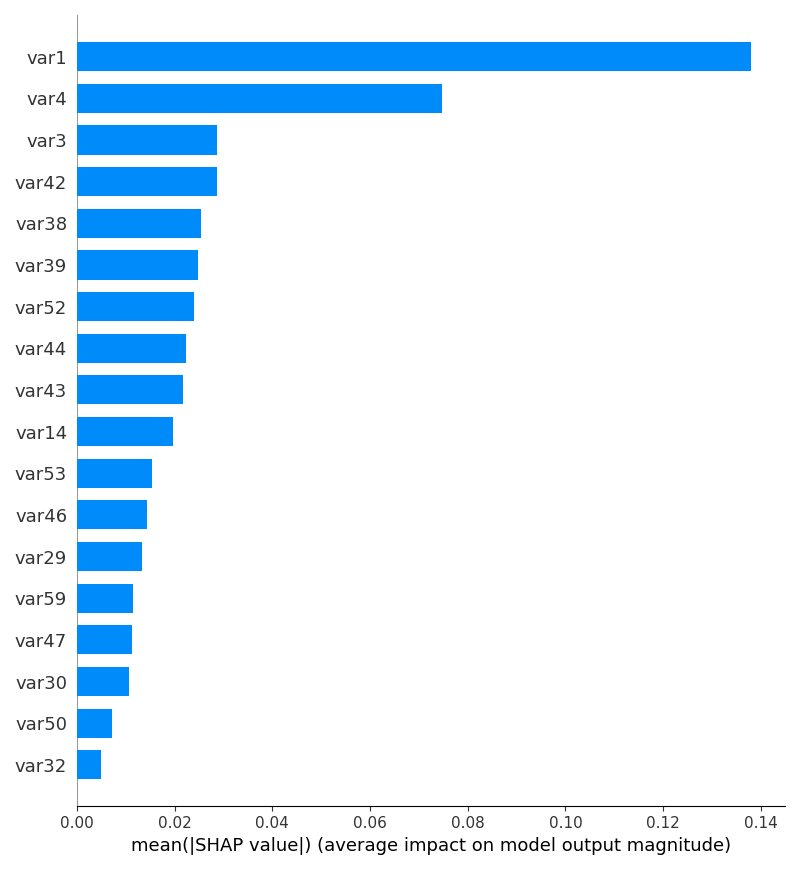 var1
var4
var3
var42
var38
var39
var52
var44
var43
var14
var53
var46
var29
var59
var47
var30
var50
var32
0.00 0.02 0.04 0.06 0.08 0.10 0.12 0.14
mean(|SHAP value|) (average impact on model output magnitude)